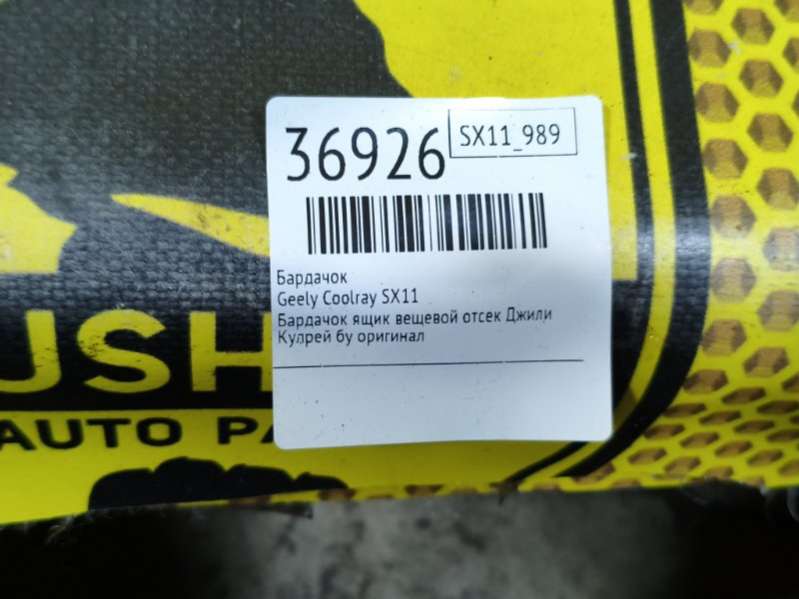 36926
SX11_989
Бардачок
Geely Coolray SX11
Бардачок ящик вещевой отсек Джили
Кулрей бу оригинал
USH
AUTO PA